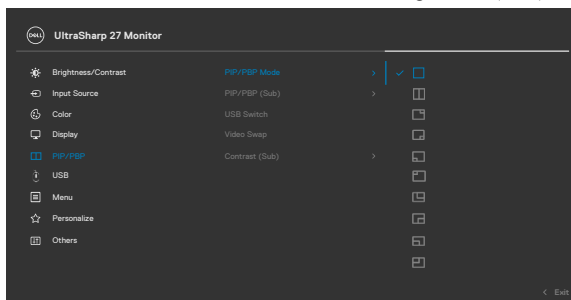 DELL UltraSharp 27 Monitor
Brightness/Contrast PIP/PBP Mode >
Input Source PIP/PBP (Sub) >
Color USB Switch
Display Video Swap
PIP/PBP Contrast (Sub) >
USB
Menu
Personalize
Others
< Exit